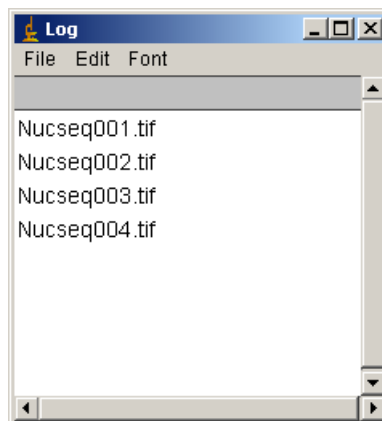 Log
File Edit Font
Nucseq001.tif
Nucseq002.tif
Nucseq003.tif
Nucseq004.tif